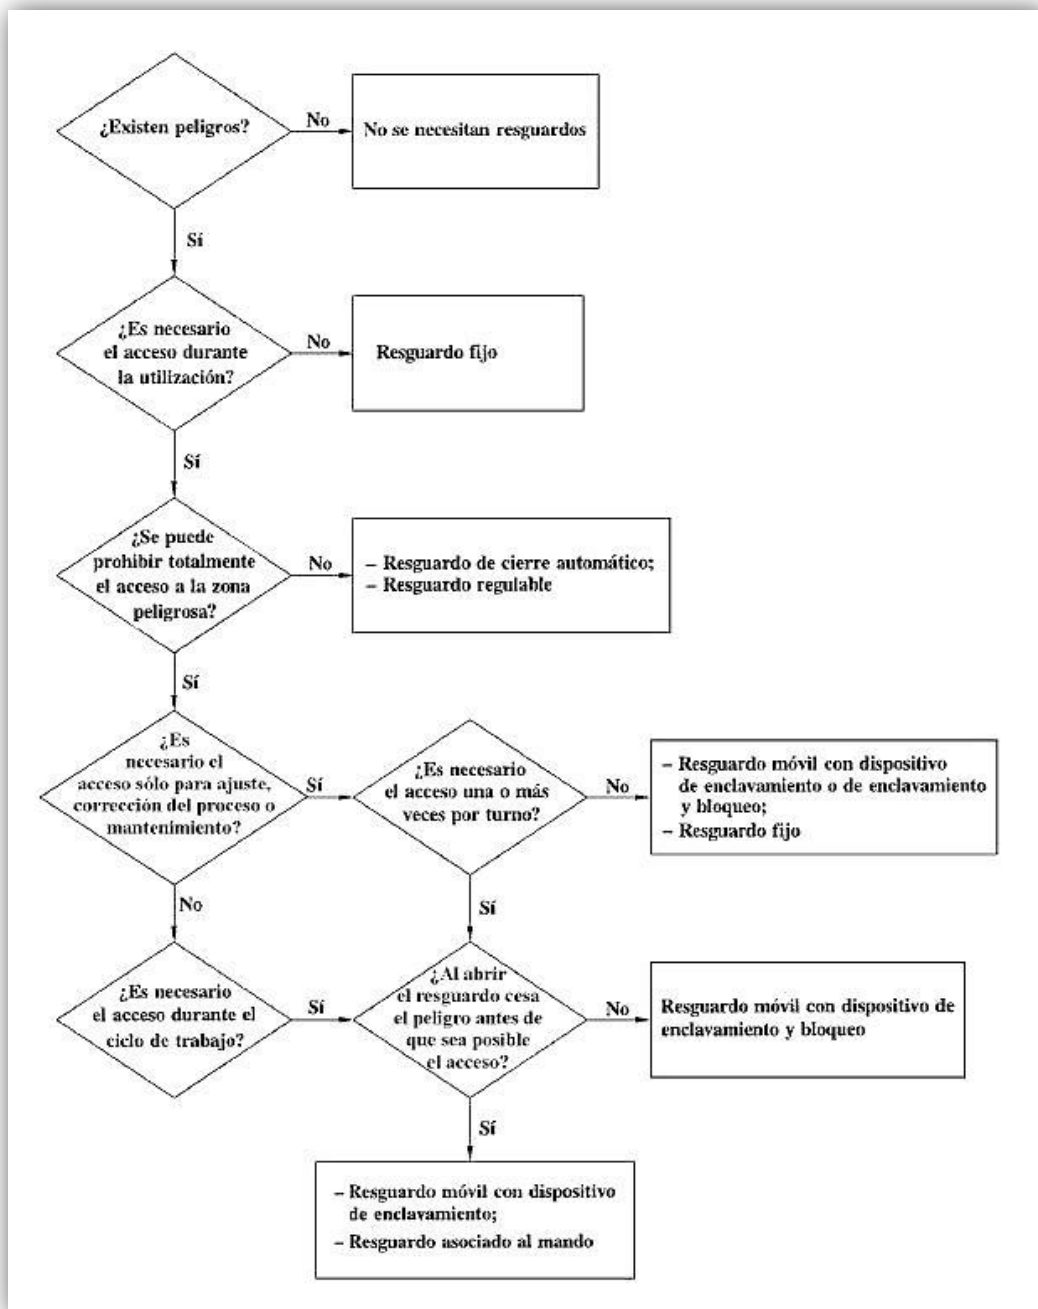 ¿Existen peligros?
No
No se necesitan resguardos
Sí
¿Es necesario
el acceso durante
la utilización?
No
Resguardo fijo
Sí
¿Se puede
prohibir totalmente
el acceso a la zona
peligrosa?
No
– Resguardo de cierre automático;
– Resguardo regulable
Sí
¿Es
necesario el
acceso sólo para ajuste,
corrección del proceso o
mantenimiento?
Sí
¿Es necesario
el acceso una o más
veces por turno?
No
– Resguardo móvil con dispositivo
de enclavamiento o de enclavamiento
y bloqueo;
– Resguardo fijo
No
Sí
¿Es necesario
el acceso durante el
ciclo de trabajo?
Sí
¿Al abrir
el resguardo cesa
el peligro antes de
que sea posible
el acceso?
No
Resguardo móvil con dispositivo de
enclavamiento y bloqueo
Sí
– Resguardo móvil con dispositivo
de enclavamiento;
– Resguardo asociado al mando